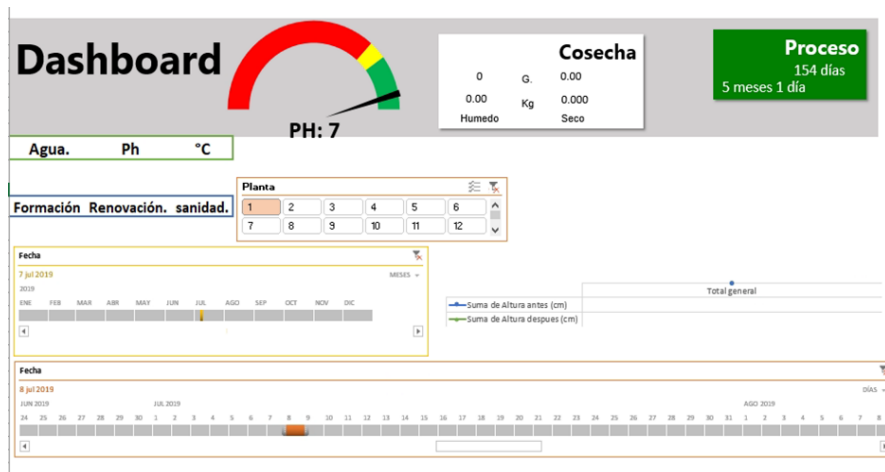 Dashboard
PH: 7
Cosecha
0 G. 0.00
0.00 Kg 0.000
Humedo Seco
Proceso
154 días
5 meses 1 día
Agua. Ph °C
Formación Renovación. sanidad.
Planta
1 2 3 4 5 6
7 8 9 10 11 12
Fecha
7 jul 2019
MESES
2019
ENE FEB MAR ABR MAY JUN JUL AGO SEP OCT NOV DIC
Total general
Suma de Altura antes (cm)
Suma de Altura despues (cm)
Fecha
8 jul 2019
DÍAS
JUN 2019 JUL 2019 AGO 2019
24 25 26 27 28 29 30 1 2 3 4 5 6 7 8 9 10 11 12 13 14 15 16 17 18 19 20 21 22 23 24 25 26 27 28 29 30 31 1 2 3 4 5 6 7 8